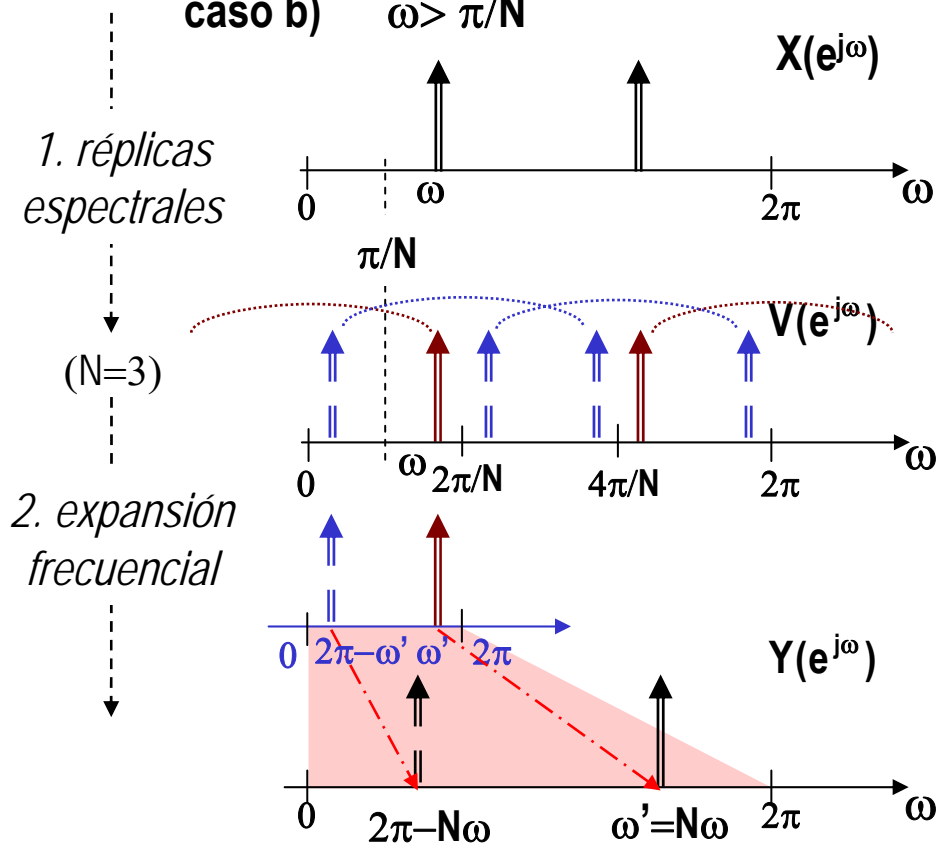 caso b) ω> π/N
X(e^jω)
1. réplicas
espectrales
0 ω 2π ω
π/N
V(e^jω)
(N=3)
0 ω 2π/N 4π/N 2π ω
2. expansión
frecuencial
0 2π−ω’ ω’ 2π
Y(e^jω)
0 2π−Nω ω’=Nω 2π ω